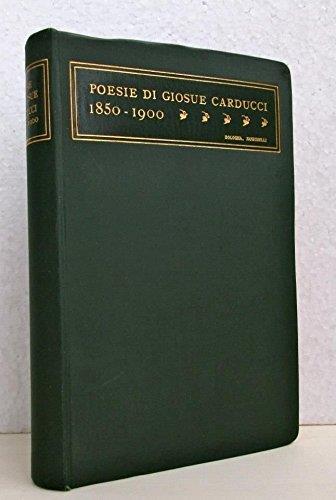 POESIE DI GIOSUE CARDUCCI
1850-1900
BOLOGNA, ZANICHELLI